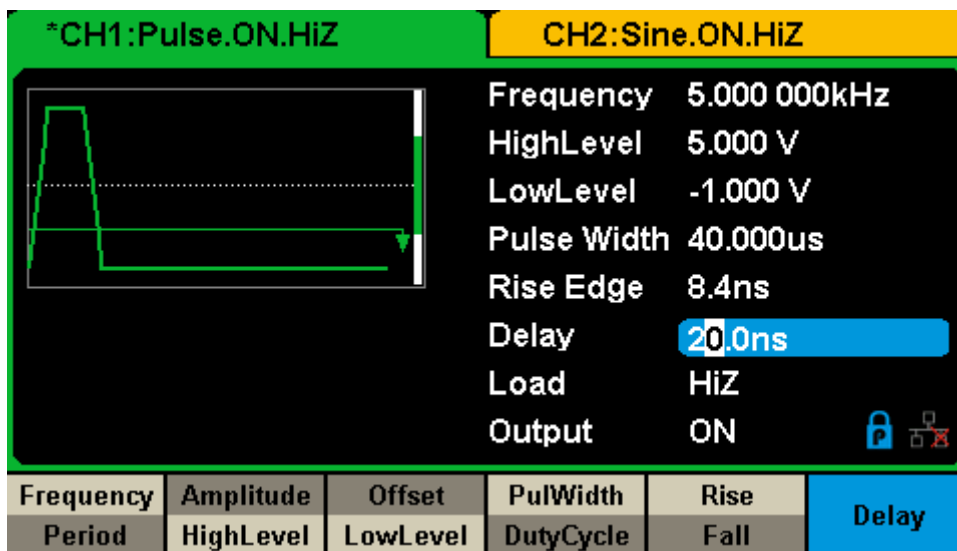 *CH1:Pulse.ON.HiZ CH2:Sine.ON.HiZ
Frequency 5.000 000kHz
HighLevel 5.000 V
LowLevel -1.000 V
Pulse Width 40.000us
Rise Edge 8.4ns
Delay 20.0ns
Load HiZ
Output ON P
Frequency Amplitude Offset PulWidth Rise Delay
Period HighLevel LowLevel DutyCycle Fall